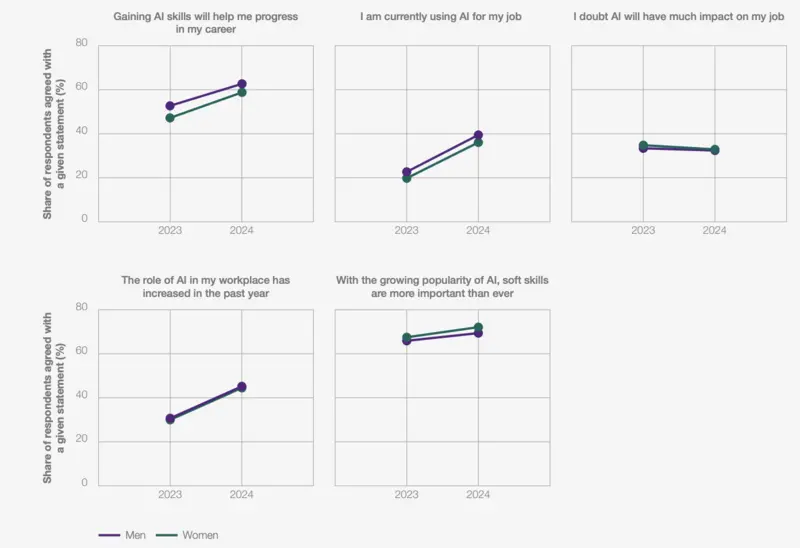 Gaining AI skills will help me progress
in my career
I am currently using AI for my job
I doubt AI will have much impact on my job
Share of respondents agreed with
a given statement (%)
80
60
40
20
0
2023 2024
2023 2024
2023 2024
The role of AI in my workplace has
increased in the past year
With the growing popularity of AI, soft skills
are more important than ever
Share of respondents agreed with
a given statement (%)
80
60
40
20
0
2023 2024
2023 2024
Men Women